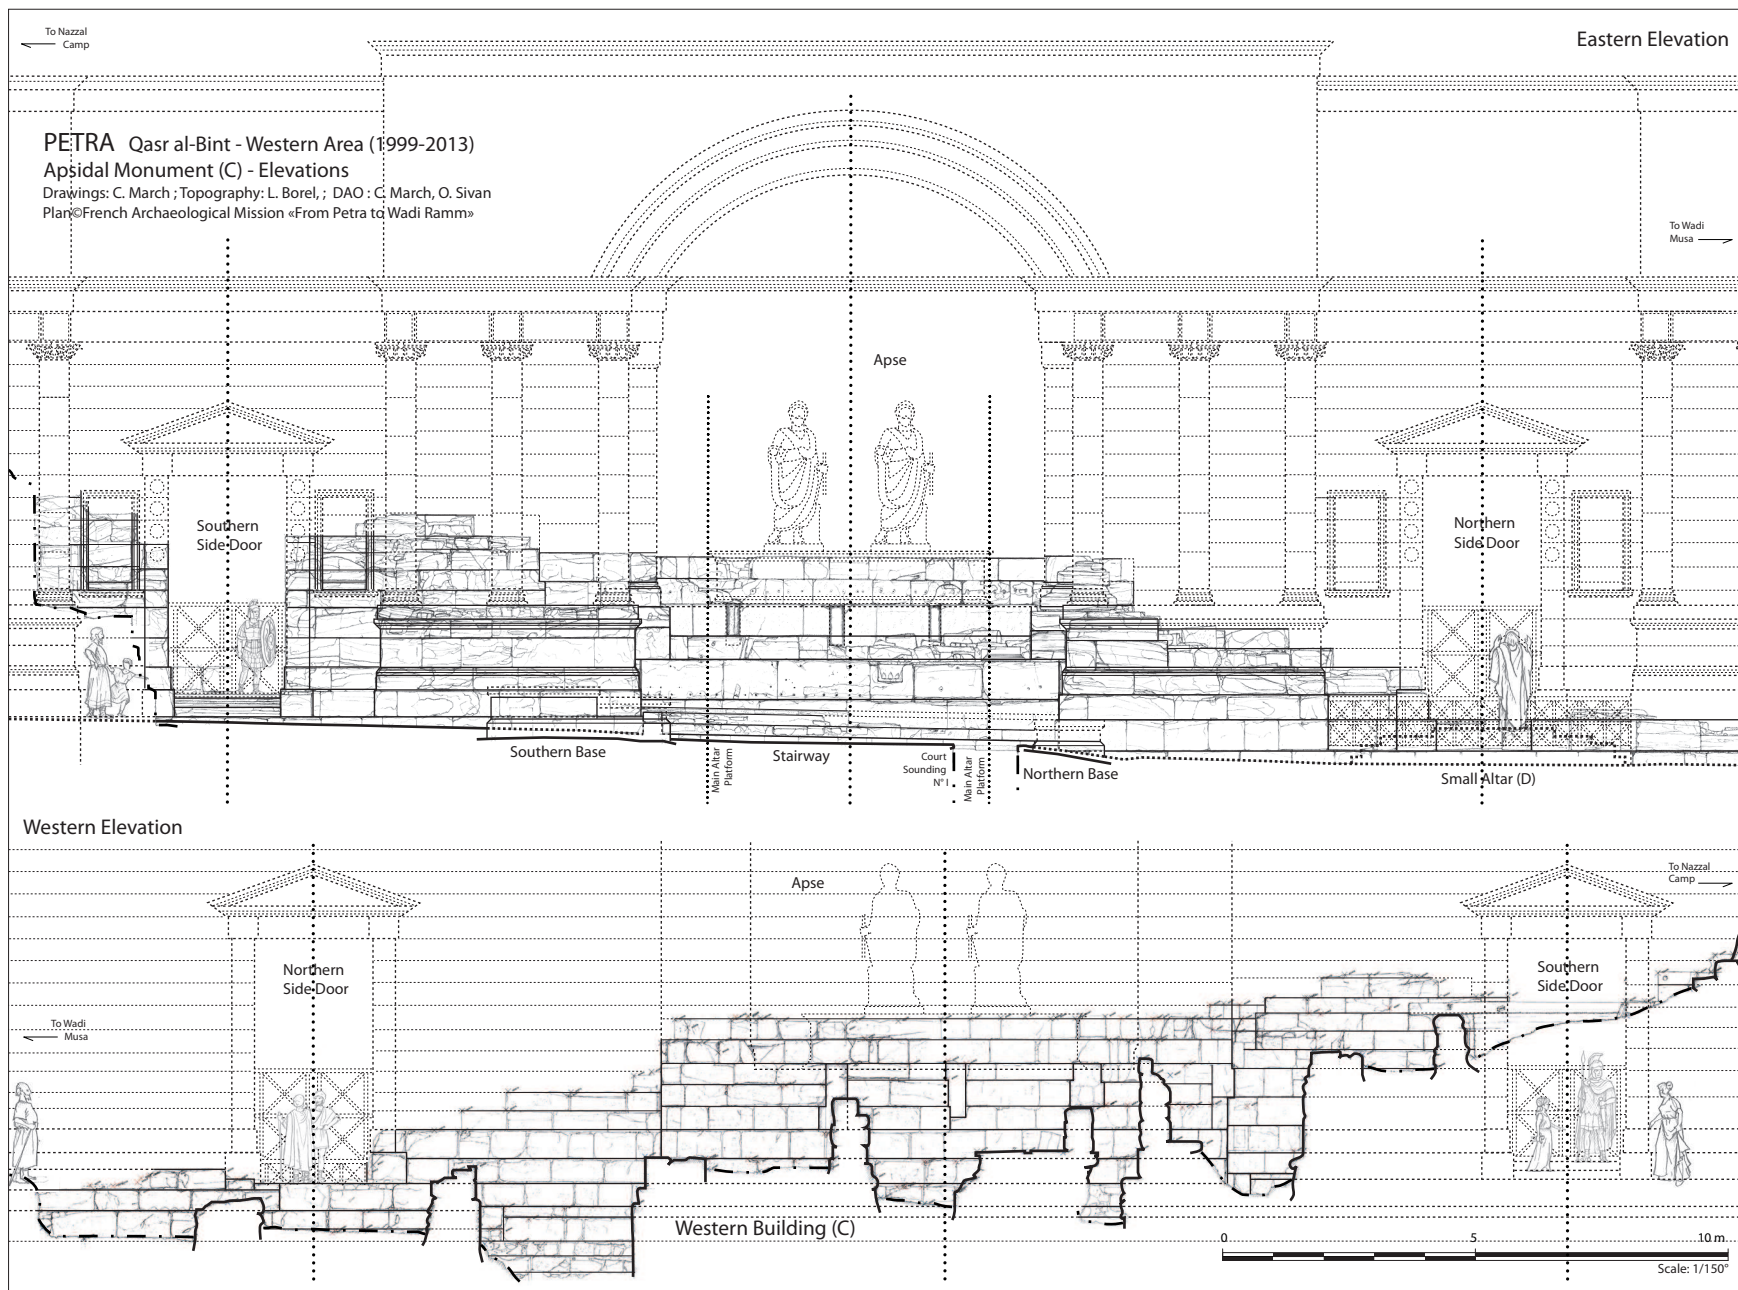 To Nazzal
Camp
Eastern Elevation
PETRA Qasr al-Bint - Western Area (1999-2013)
Apsidal Monument (C) - Elevations
Drawings: C. March ; Topography: L. Borel, ; DAO : C. March, O. Sivan
Plan©French Archaeological Mission «From Petra to Wadi Ramm»
To Wadi
Musa
Apse
Southern
Side Door
Northern
Side Door
Southern Base
Main Altar
Platform
Stairway
Court
Sounding
N° I
Main Altar
Platform
Northern Base
Small Altar (D)
Western Elevation
Apse
To Nazzal
Camp
Northern
Side Door
Southern
Side Door
To Wadi
Musa
Western Building (C)
0 5 10 m
Scale: 1/150°